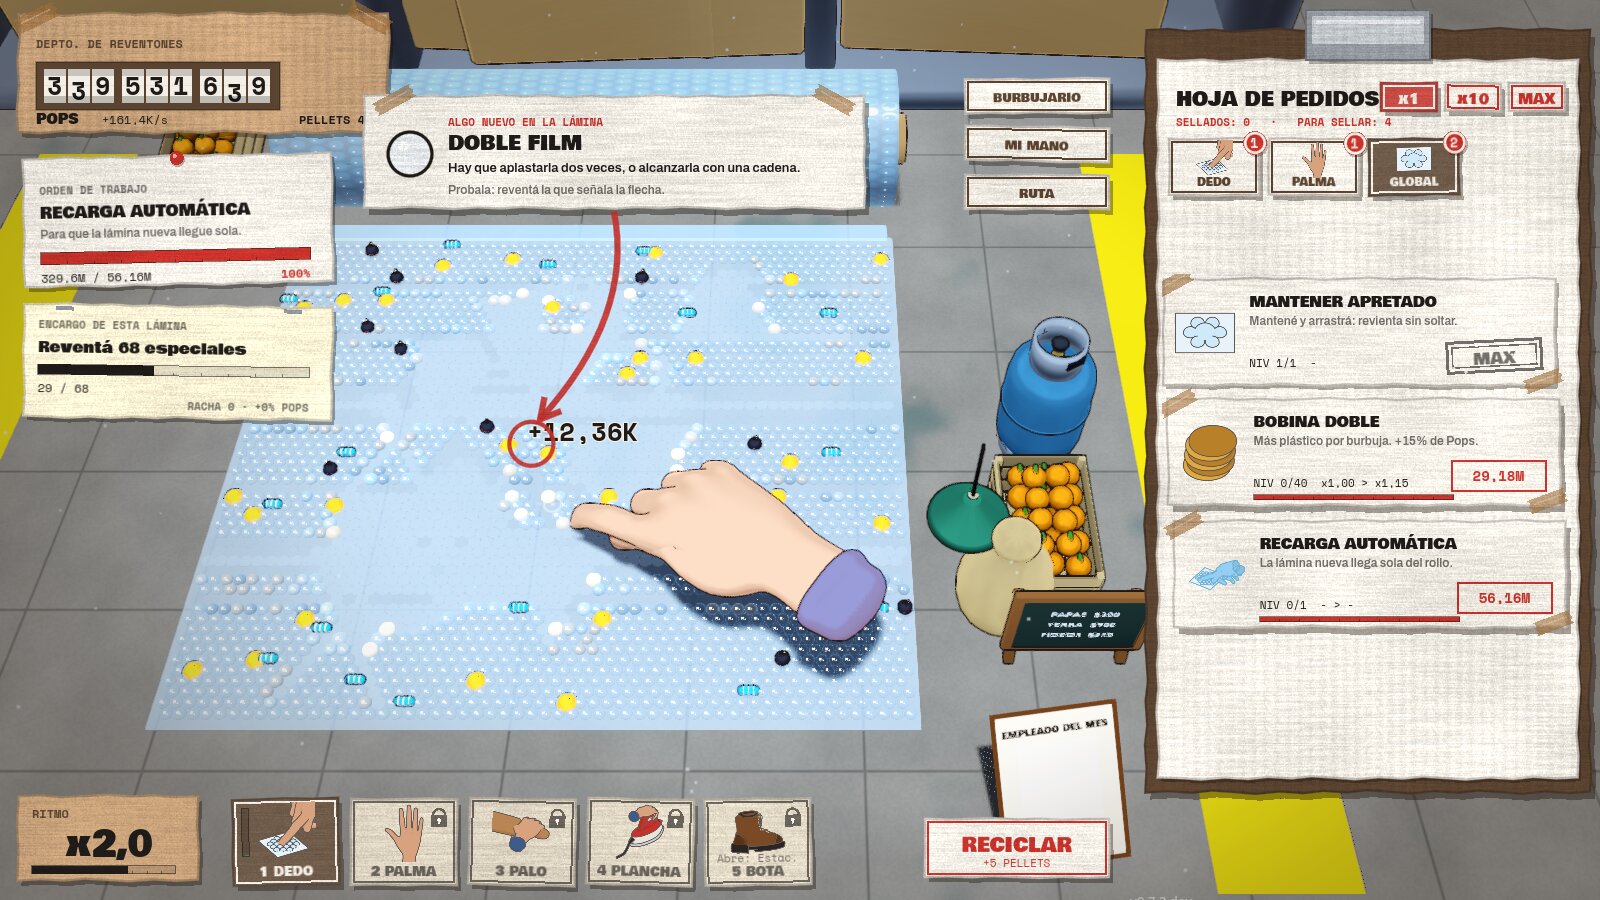 DEPTO. DE REVENTONES
339 531 639
POPS +161.4K/s PELLETS 4
ORDEN DE TRABAJO
RECARGA AUTOMÁTICA
Para que la lámina nueva llegue sola.
329.6M / 56.16M 100%
ENCARGO DE ESTA LÁMINA
Reventá 68 especiales
29 / 68
RACHA 0 - +0% POPS
ALGO NUEVO EN LA LÁMINA
DOBLE FILM
Hay que aplastarla dos veces, o alcanzarla con una cadena.
Probala: reventá la que señala la flecha.
+12,36K
BURBUJARIO
MI MANO
RUTA
HOJA DE PEDIDOS
x1
x10
MAX
SELLADOS: 0 · PARA SELLAR: 4
DEDO 1
PALMA 1
GLOBAL 2
MANTENER APRETADO
Mantené y arrastrá: revienta sin soltar.
NIV 1/1 -
MAX
BOBINA DOBLE
Más plástico por burbuja. +15% de Pops.
NIV 0/40 x1.00 > x1.15
29,18M
RECARGA AUTOMÁTICA
La lámina nueva llega sola del rollo.
NIV 0/1 - > -
56,16M
PAPAS $200
EMPLEADO DEL MES
RECICLAR
+5 PELLETS
RITMO
x2,0
1 DEDO
2 PALMA
3 PALO
4 PLANCHA
Abre: Estac.
5 BOTA